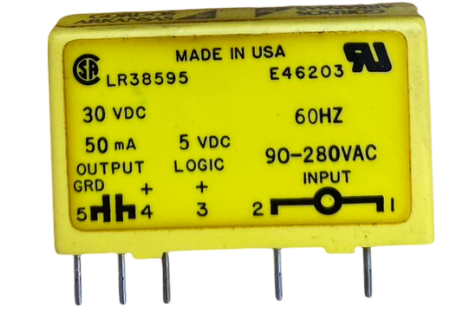 ARKANSAS
MADE IN USA
LR38595
E46203
30 VDC
60HZ
50 mA
5 VDC
90-280VAC
OUTPUT
LOGIC
INPUT
GRD
+
+
5
4
3
2
1